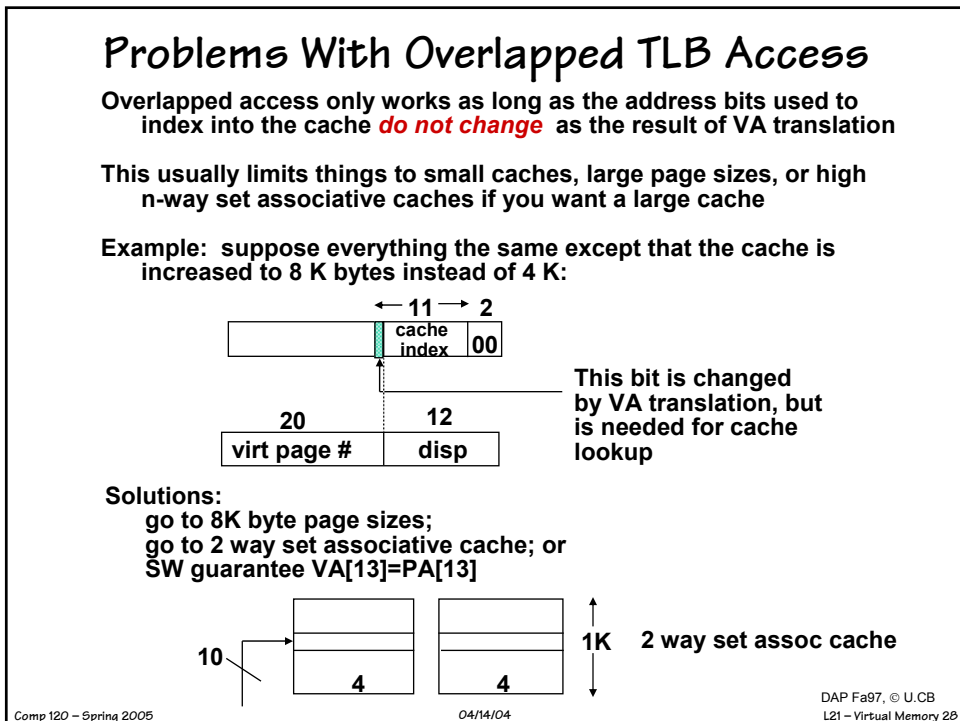 Problems With Overlapped TLB Access
Overlapped access only works as long as the address bits used to
index into the cache do not change as the result of VA translation
This usually limits things to small caches, large page sizes, or high
n-way set associative caches if you want a large cache
Example: suppose everything the same except that the cache is
increased to 8 K bytes instead of 4 K:
11 2
cache
index 00
This bit is changed
by VA translation, but
is needed for cache
lookup
20 12
virt page # disp
Solutions:
go to 8K byte page sizes;
go to 2 way set associative cache; or
SW guarantee VA[13]=PA[13]
10
4 4
1K 2 way set assoc cache
DAP Fa97, © U.CB
Comp 120 – Spring 2005 04/14/04 L21 – Virtual Memory 28